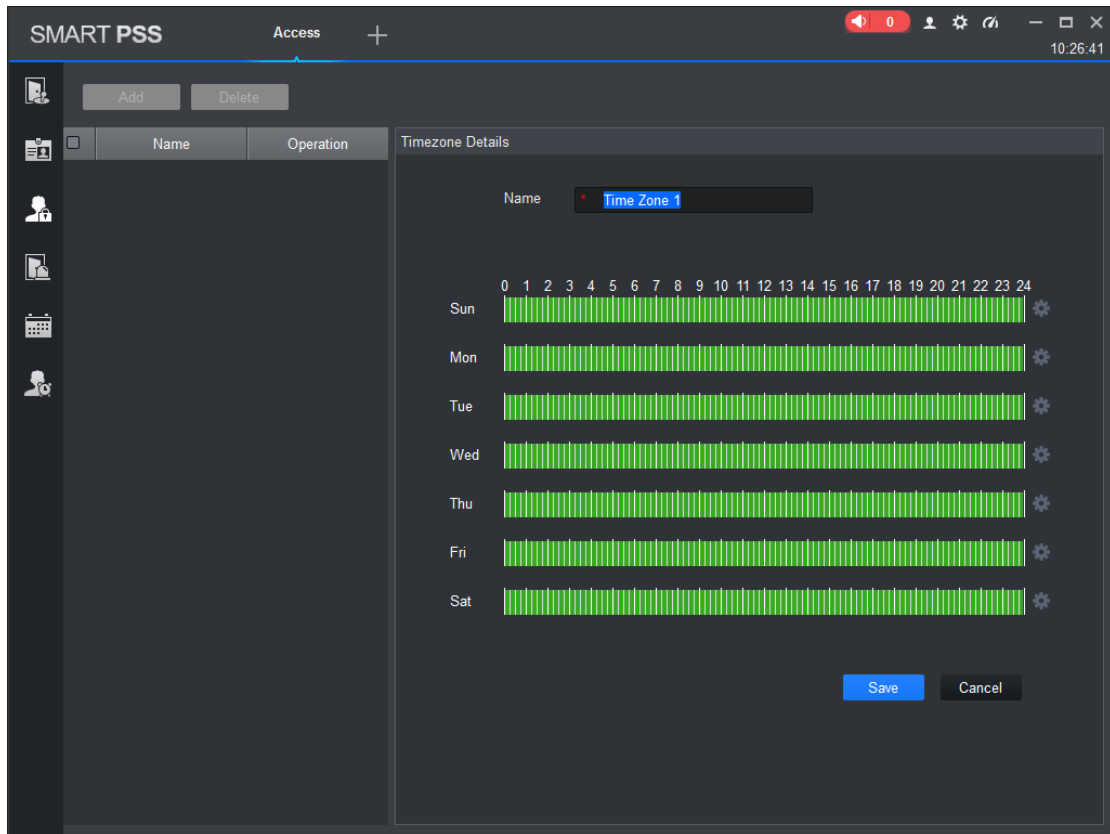 SMART PSS
Access
0
10:26:41
Add Delete
Name Operation
Timezone Details
Name * Time Zone 1
0 1 2 3 4 5 6 7 8 9 10 11 12 13 14 15 16 17 18 19 20 21 22 23 24
Sun
Mon
Tue
Wed
Thu
Fri
Sat
Save Cancel